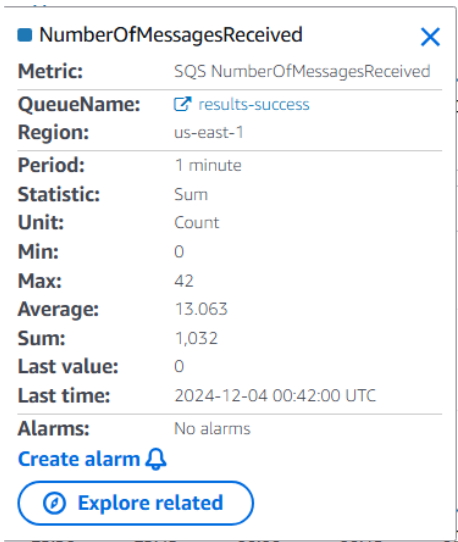 NumberOfMessagesReceived
Metric: SQS NumberOfMessagesReceived
QueueName: results-success
Region: us-east-1
Period: 1 minute
Statistic: Sum
Unit: Count
Min: 0
Max: 42
Average: 13.063
Sum: 1,032
Last value: 0
Last time: 2024-12-04 00:42:00 UTC
Alarms: No alarms
Create alarm
Explore related